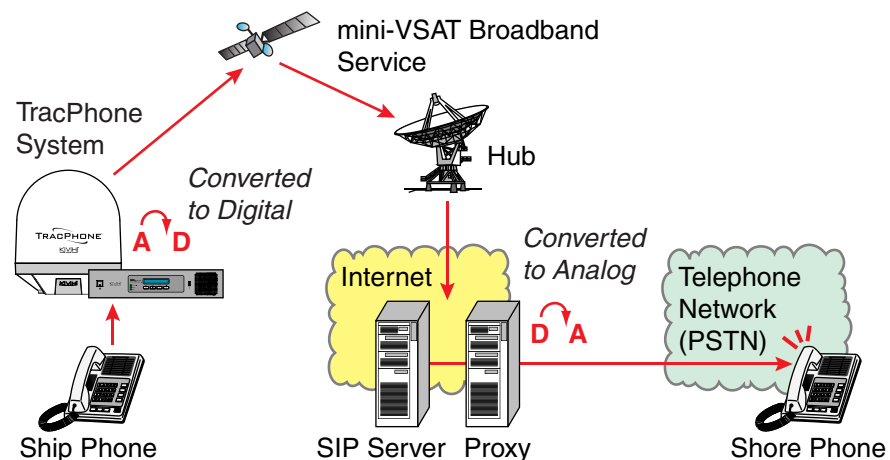 mini-VSAT Broadband
Service
TracPhone
System
Hub
Converted
to Digital
A D
TRACPHONE
KVH
KVH
Converted
to Analog
Internet
D A
Telephone
Network
(PSTN)
Ship Phone
SIP Server
Proxy
Shore Phone